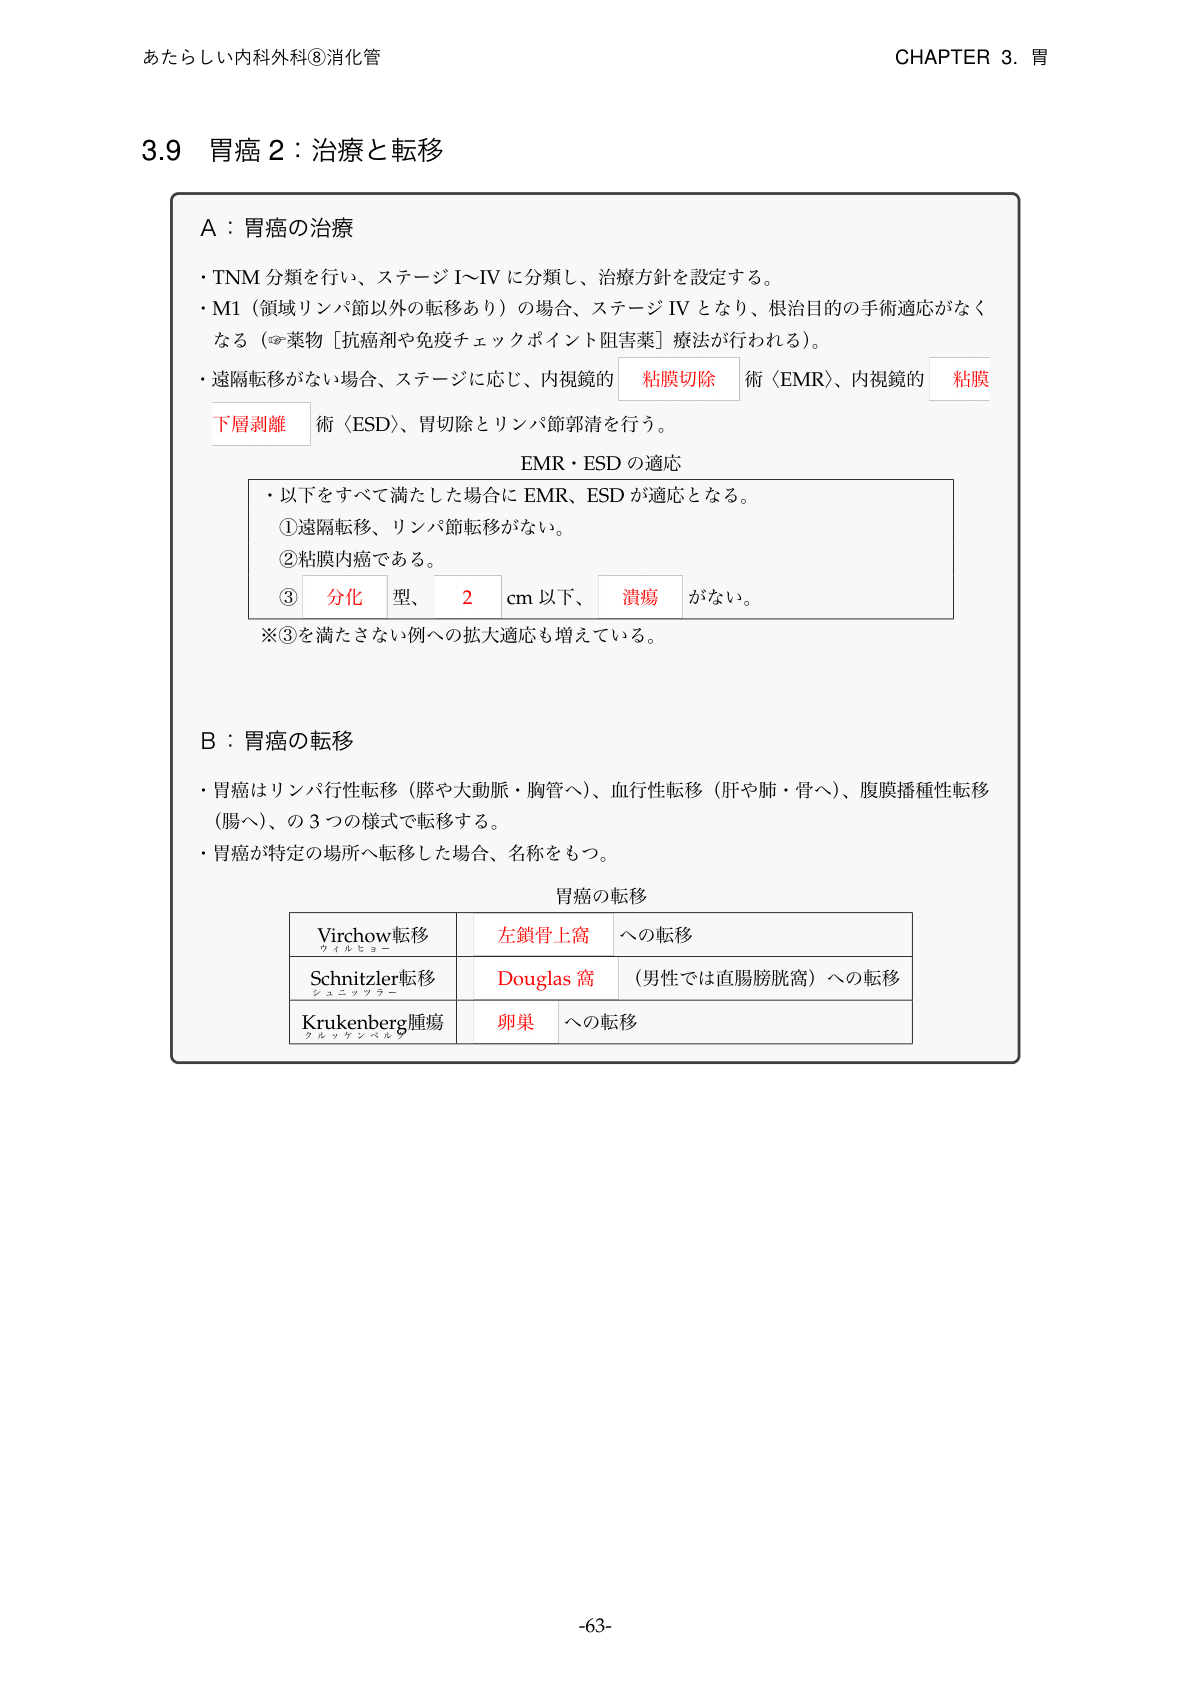 あたらしい内科外科⑧消化管 CHAPTER 3. 胃
3.9 胃癌 2：治療と転移
A：胃癌の治療
・TNM 分類を行い、ステージ I〜IV に分類し、治療方針を設定する。
・M1（領域リンパ節以外の転移あり）の場合、ステージ IV となり、根治目的の手術適応がなく
なる（☞薬物［抗癌剤や免疫チェックポイント阻害薬］療法が行われる）。
・遠隔転移がない場合、ステージに応じ、内視鏡的 粘膜切除 術〈EMR〉、内視鏡的 粘膜
下層剥離 術〈ESD〉、胃切除とリンパ節郭清を行う。
EMR・ESD の適応
・以下をすべて満たした場合に EMR、ESD が適応となる。
①遠隔転移、リンパ節転移がない。
②粘膜内癌である。
③ 分化 型、 2 cm 以下、 潰瘍 がない。
※③を満たさない例への拡大適応も増えている。
B：胃癌の転移
・胃癌はリンパ行性転移（膵や大動脈・胸管へ）、血行性転移（肝や肺・骨へ）、腹膜播種性転移
（腸へ）、の 3 つの様式で転移する。
・胃癌が特定の場所へ転移した場合、名称をもつ。
胃癌の転移
Virchow転移 左鎖骨上窩 への転移
ウィルヒョー
Schnitzler転移 Douglas 窩 （男性では直腸膀胱窩）への転移
シュニッツラー
Krukenberg腫瘍 卵巣 への転移
クルッケンベルグ
-63-